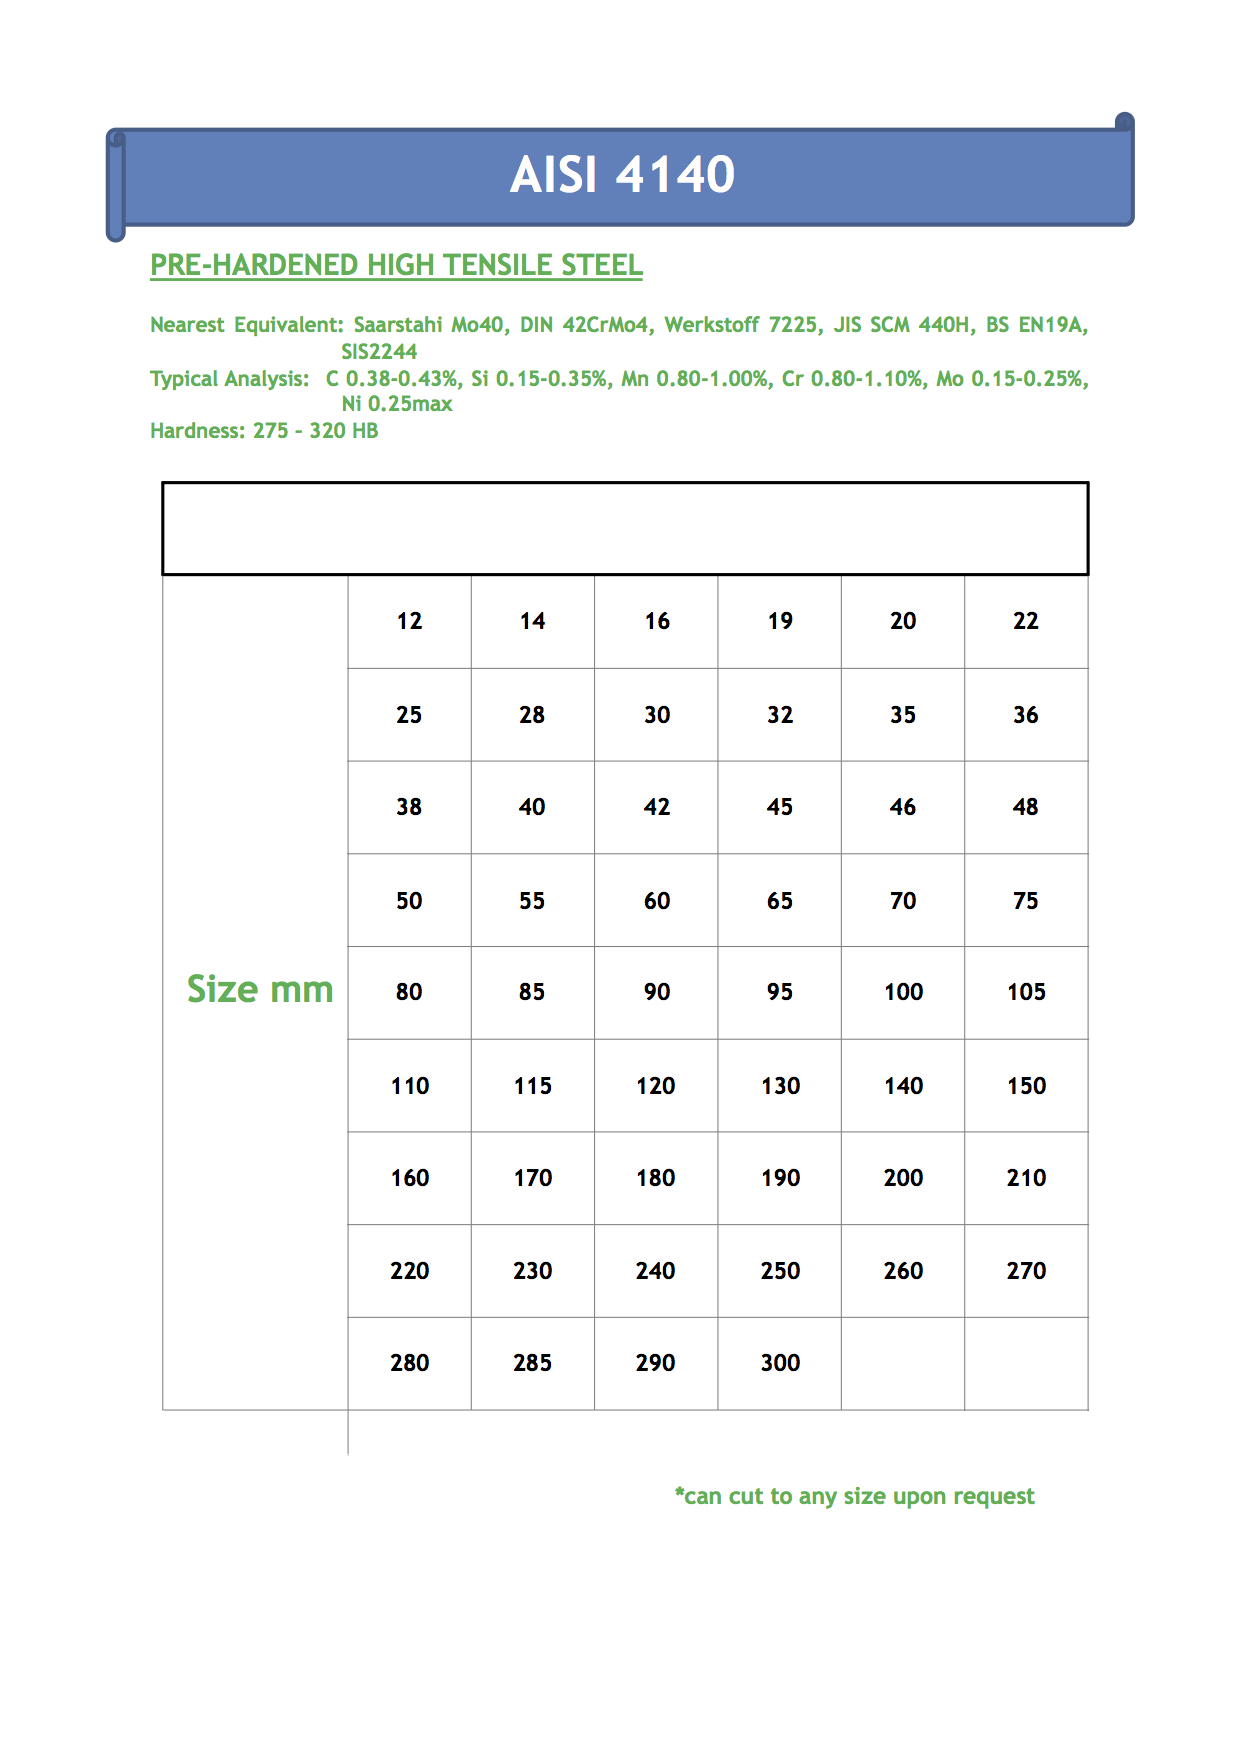 AISI 4140
PRE-HARDENED HIGH TENSILE STEEL
Nearest Equivalent: Saarstahi Mo40, DIN 42CrMo4, Werkstoff 7225, JIS SCM 440H, BS EN19A,
SIS2244
Typical Analysis: C 0.38-0.43%, Si 0.15-0.35%, Mn 0.80-1.00%, Cr 0.80-1.10%, Mo 0.15-0.25%,
Ni 0.25max
Hardness: 275 – 320 HB
12 14 16 19 20 22
25 28 30 32 35 36
38 40 42 45 46 48
50 55 60 65 70 75
Size mm 80 85 90 95 100 105
110 115 120 130 140 150
160 170 180 190 200 210
220 230 240 250 260 270
280 285 290 300
*can cut to any size upon request